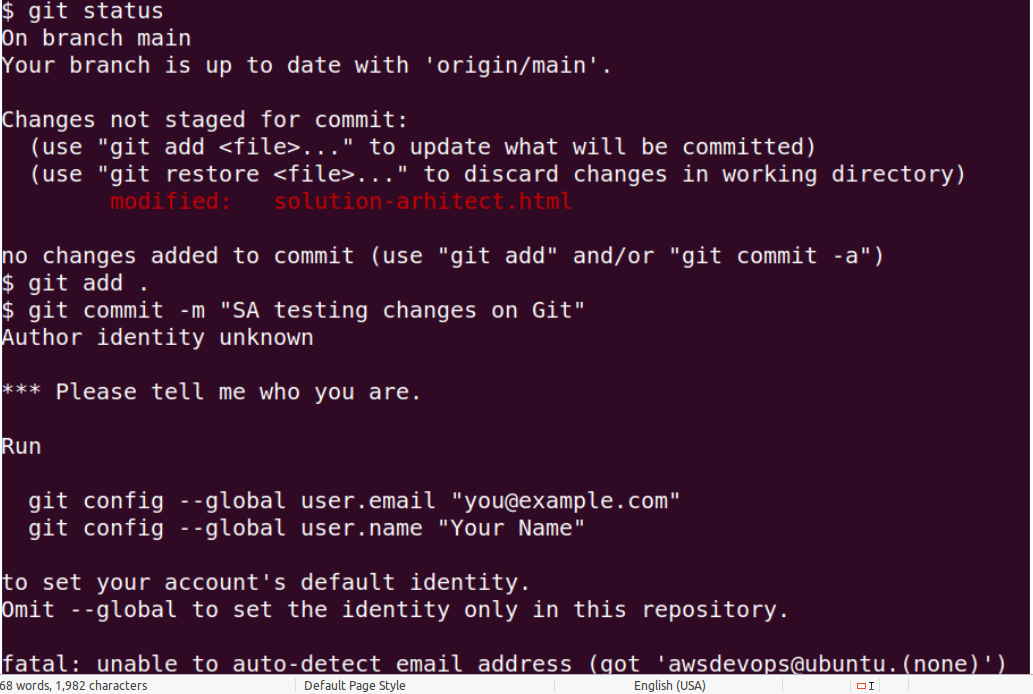 $ git status
On branch main
Your branch is up to date with 'origin/main'.
Changes not staged for commit:
  (use "git add <file>..." to update what will be committed)
  (use "git restore <file>..." to discard changes in working directory)
        modified:   solution-arhitect.html
no changes added to commit (use "git add" and/or "git commit -a")
$ git add .
$ git commit -m "SA testing changes on Git"
Author identity unknown
*** Please tell me who you are.
Run
  git config --global user.email "you@example.com"
  git config --global user.name "Your Name"
to set your account's default identity.
Omit --global to set the identity only in this repository.
fatal: unable to auto-detect email address (got 'awsdevops@ubuntu.(none)')
68 words, 1,982 characters Default Page Style English (USA)